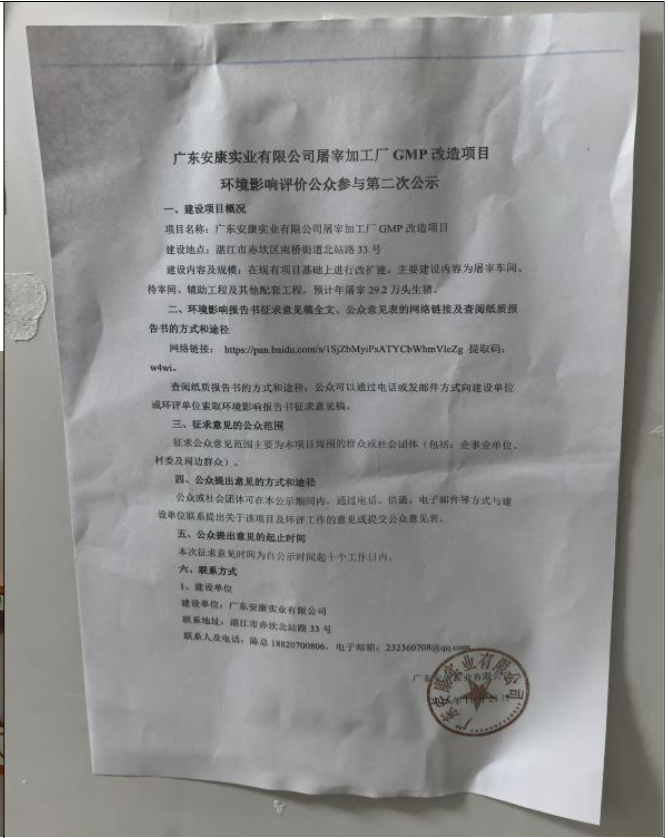 广东安康实业有限公司屠宰加工厂 GMP 改造项目
环境影响评价公众参与第二次公示
一、建设项目概况
项目名称：广东安康实业有限公司屠宰加工厂 GMP 改造项目
建设地点：湛江市赤坎区南桥街道北站路 33 号
建设内容及规模：在现有项目基础上进行改扩建，主要建设内容为屠宰车间、
待宰间、辅助工程及其他配套工程，预计年屠宰 29.2 万头生猪。
二、环境影响报告书征求意见稿全文、公众意见表的网络链接及查阅纸质报
告书的方式和途径
网络链接： https://pan.baidu.com/s/1SjZbMyiPsATYCbWhmVleZg 提取码：
w4wi。
查阅纸质报告书的方式和途径：公众可以通过电话或发邮件方式向建设单位
或环评单位索取环境影响报告书征求意见稿。
三、征求意见的公众范围
征求公众意见范围主要为本项目周围的群众或社会团体（包括：企事业单位、
村委及周边群众）。
四、公众提出意见的方式和途径
公众或社会团体可在本公示期间内，通过电话、信函、电子邮件等方式与建
设单位联系提出关于该项目及环评工作的意见或提交公众意见表。
五、公众提出意见的起止时间
本次征求意见时间为自公示时间起十个工作日内。
六、联系方式
1、建设单位
建设单位：广东安康实业有限公司
联系地址：湛江市赤坎北站路 33 号
联系人及电话：陈总 18820700806，电子邮箱：232360708@qq.com
广东安康实业有限公司
广东安康实业有限公司